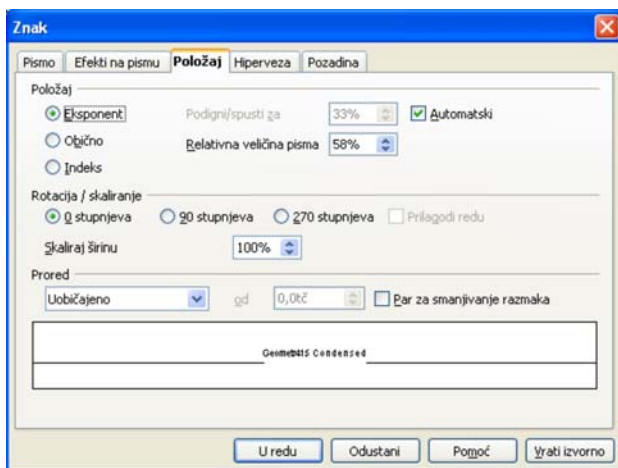 Znak
Pismo Efekti na pismu Položaj Hiperveza Pozadina
Položaj
Eksponent Podigni/spusti za 33% Automatski
Obično Relativna veličina pisma 58%
Indeks
Rotacija / skaliranje
0 stupnjeva 90 stupnjeva 270 stupnjeva Prilagodi redu
Skaliraj širinu 100%
Prored
Uobičajeno od 0,0tč Par za smanjivanje razmaka
Condensed
U redu Odustani Pomoć Vrati izvorno